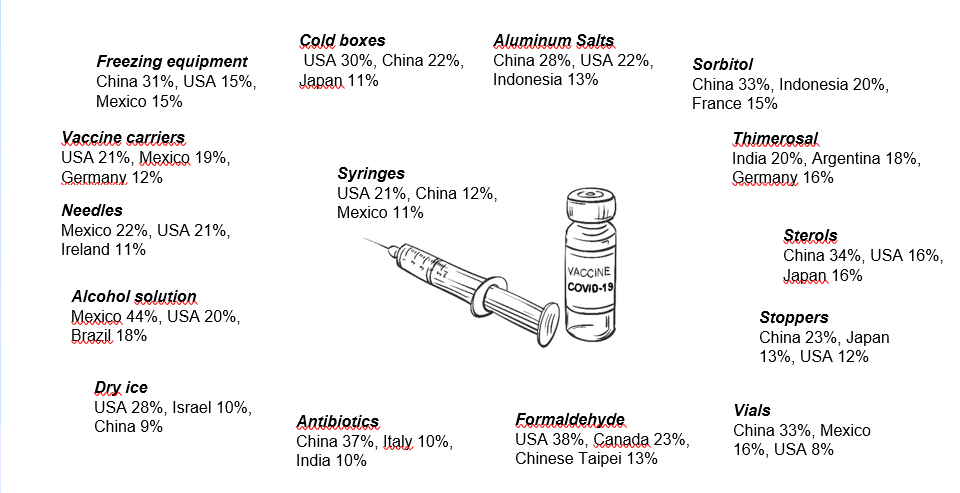 Cold boxes
USA 30%, China 22%,
Japan 11%
Aluminum Salts
China 28%, USA 22%,
Indonesia 13%
Freezing equipment
China 31%, USA 15%,
Mexico 15%
Sorbitol
China 33%, Indonesia 20%,
France 15%
Vaccine carriers
USA 21%, Mexico 19%,
Germany 12%
Thimerosal
India 20%, Argentina 18%,
Germany 16%
Syringes
USA 21%, China 12%,
Mexico 11%
Needles
Mexico 22%, USA 21%,
Ireland 11%
Sterols
China 34%, USA 16%,
Japan 16%
VACCINE
COVID-19
Alcohol solution
Mexico 44%, USA 20%,
Brazil 18%
Stoppers
China 23%, Japan
13%, USA 12%
Dry ice
USA 28%, Israel 10%,
China 9%
Antibiotics
China 37%, Italy 10%,
India 10%
Formaldehyde
USA 38%, Canada 23%,
Chinese Taipei 13%
Vials
China 33%, Mexico
16%, USA 8%